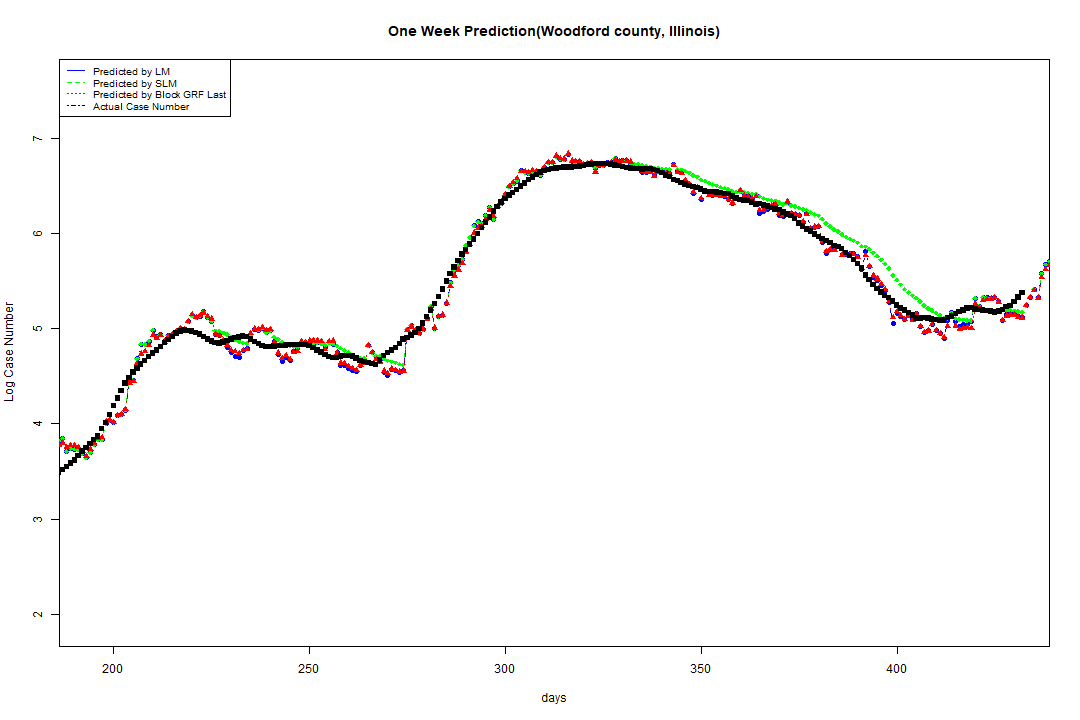 One Week Prediction(Woodford county, Illinois)
Predicted by LM
Predicted by SLM
Predicted by Block GRF Last
Actual Case Number
7
6
5
4
3
2
Log Case Number
200 250 300 350 400
days